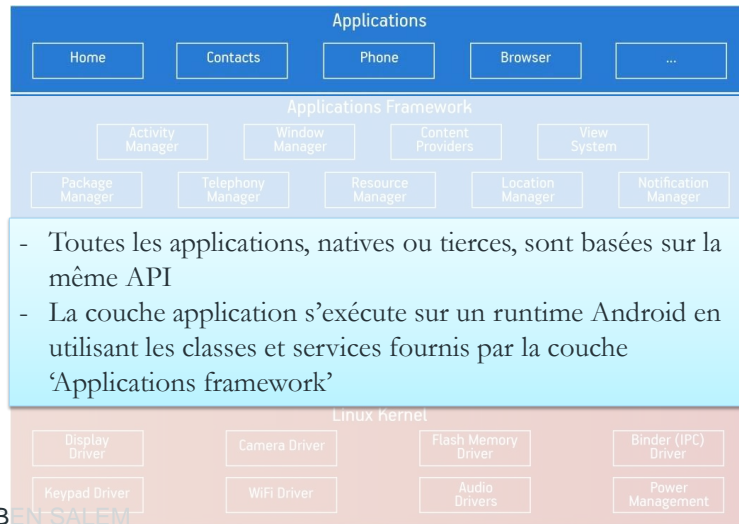 Applications
Home Contacts Phone Browser ...
Applications Framework
Activity Manager Window Manager Content Providers View System
Package Manager Telephony Manager Resource Manager Location Manager Notification Manager
- Toutes les applications, natives ou tierces, sont basées sur la
même API
- La couche application s’exécute sur un runtime Android en
utilisant les classes et services fournis par la couche
‘Applications framework’
Linux Kernel
Display Driver Camera Driver Flash Memory Driver Binder (IPC) Driver
Keypad Driver WiFi Driver Audio Drivers Power Management
BEN SALEM